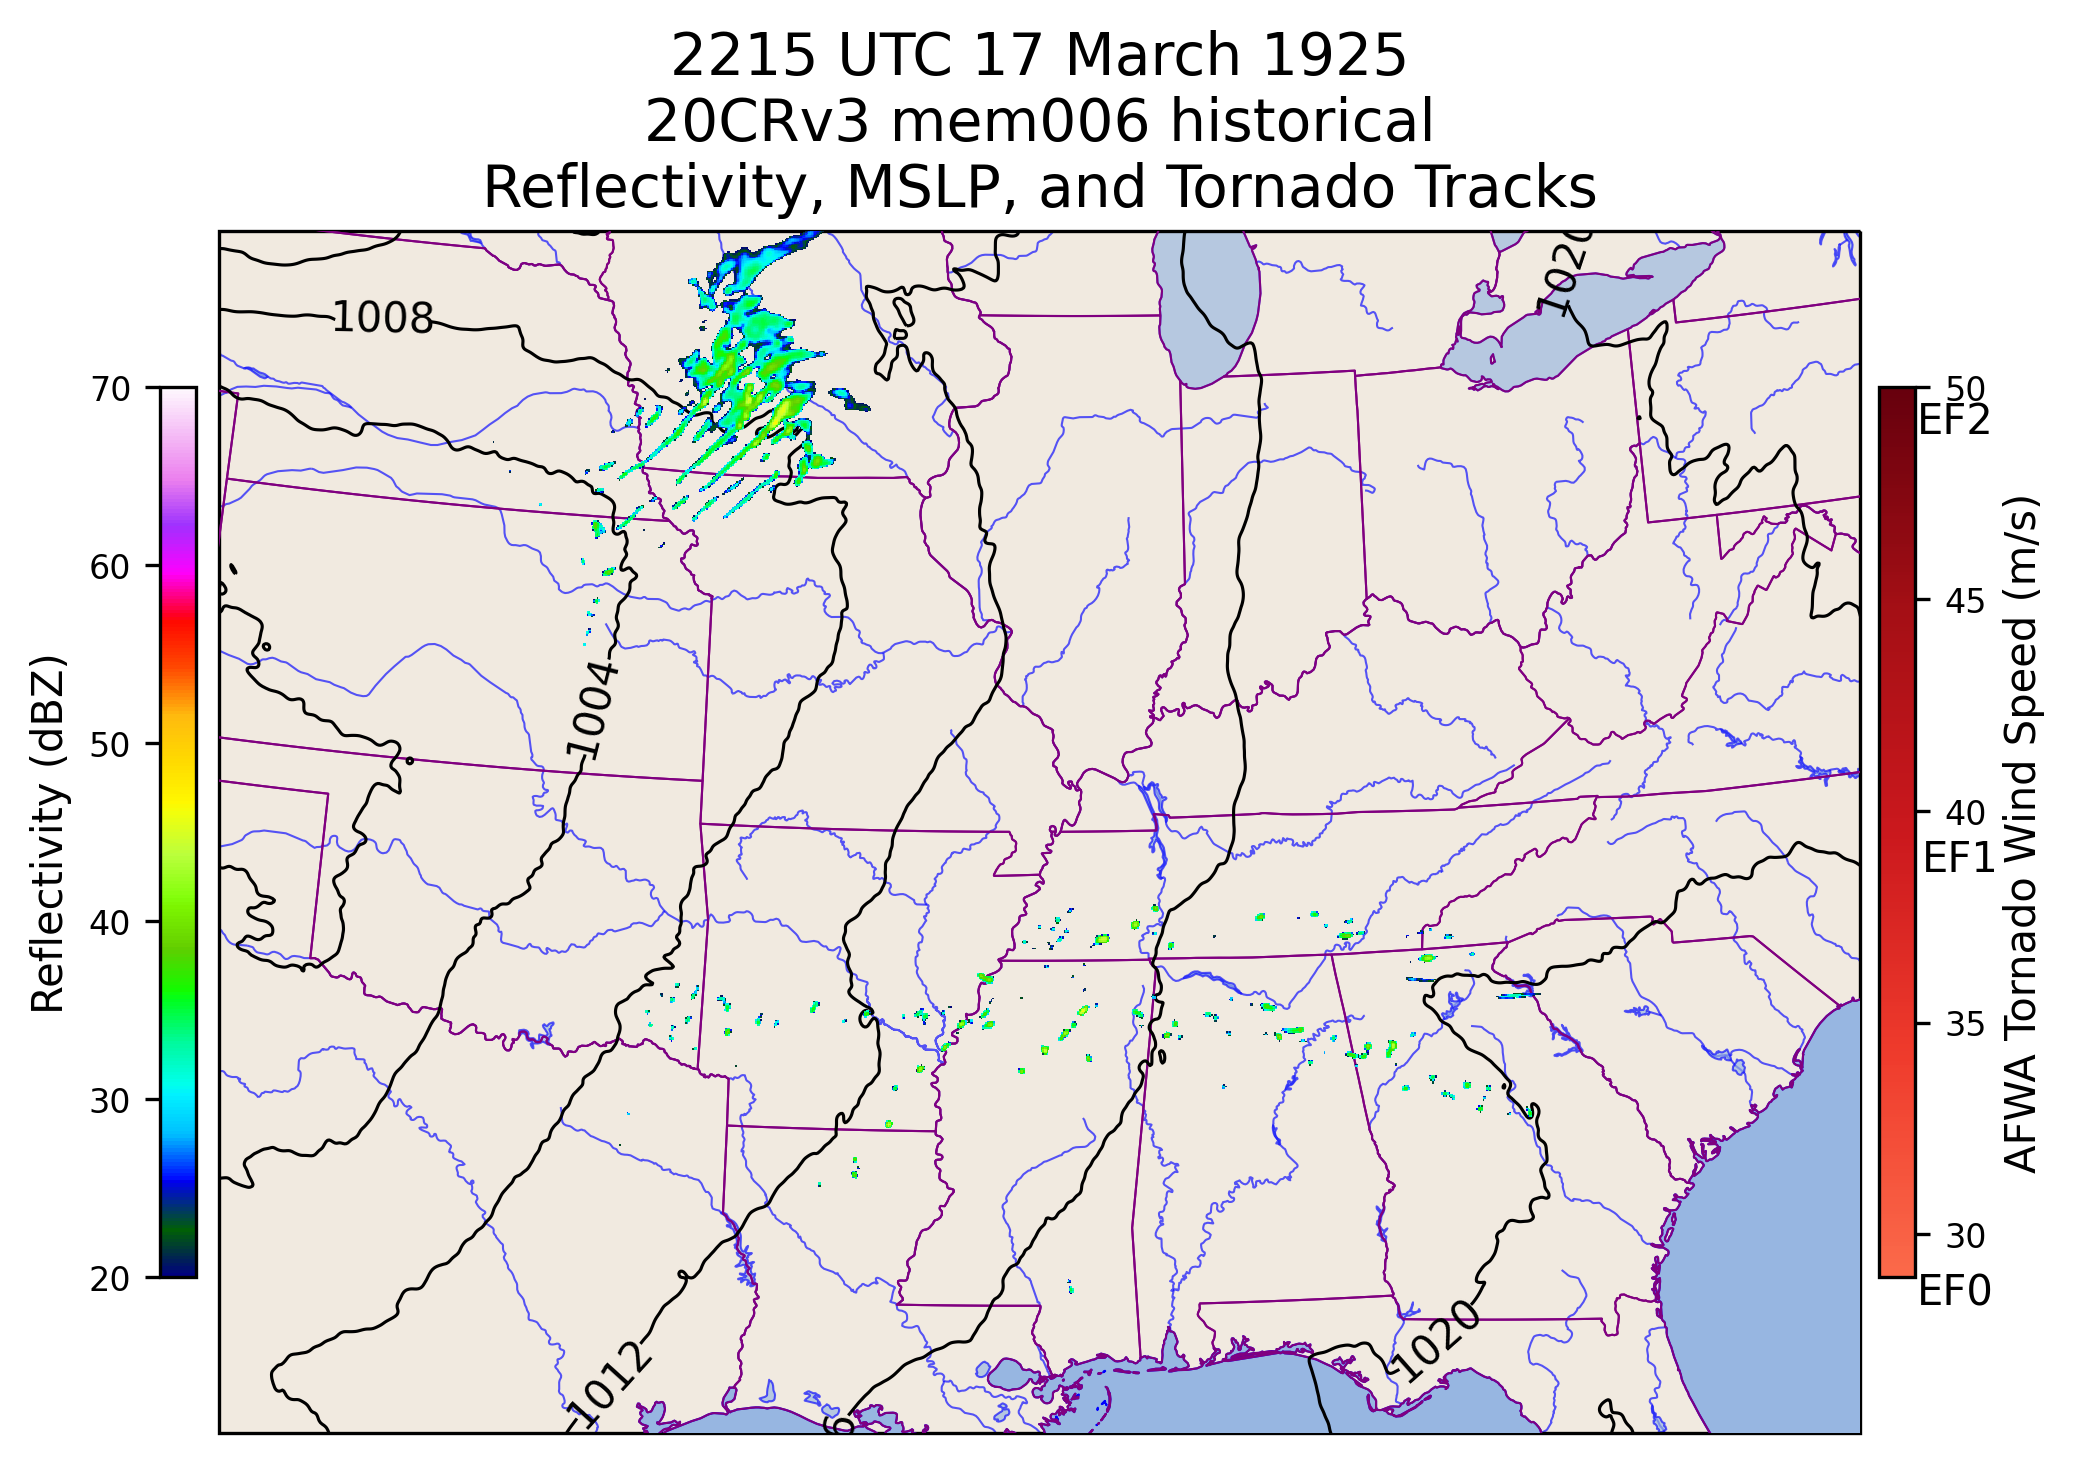 2215 UTC 17 March 1925
20CRv3 mem006 historical
Reflectivity, MSLP, and Tornado Tracks
1020
1008
1004
1012
6
1020
Reflectivity (dBZ)
70
60
50
40
30
20
50
EF2
45
40
EF1
35
30
EF0
AFWA Tornado Wind Speed (m/s)